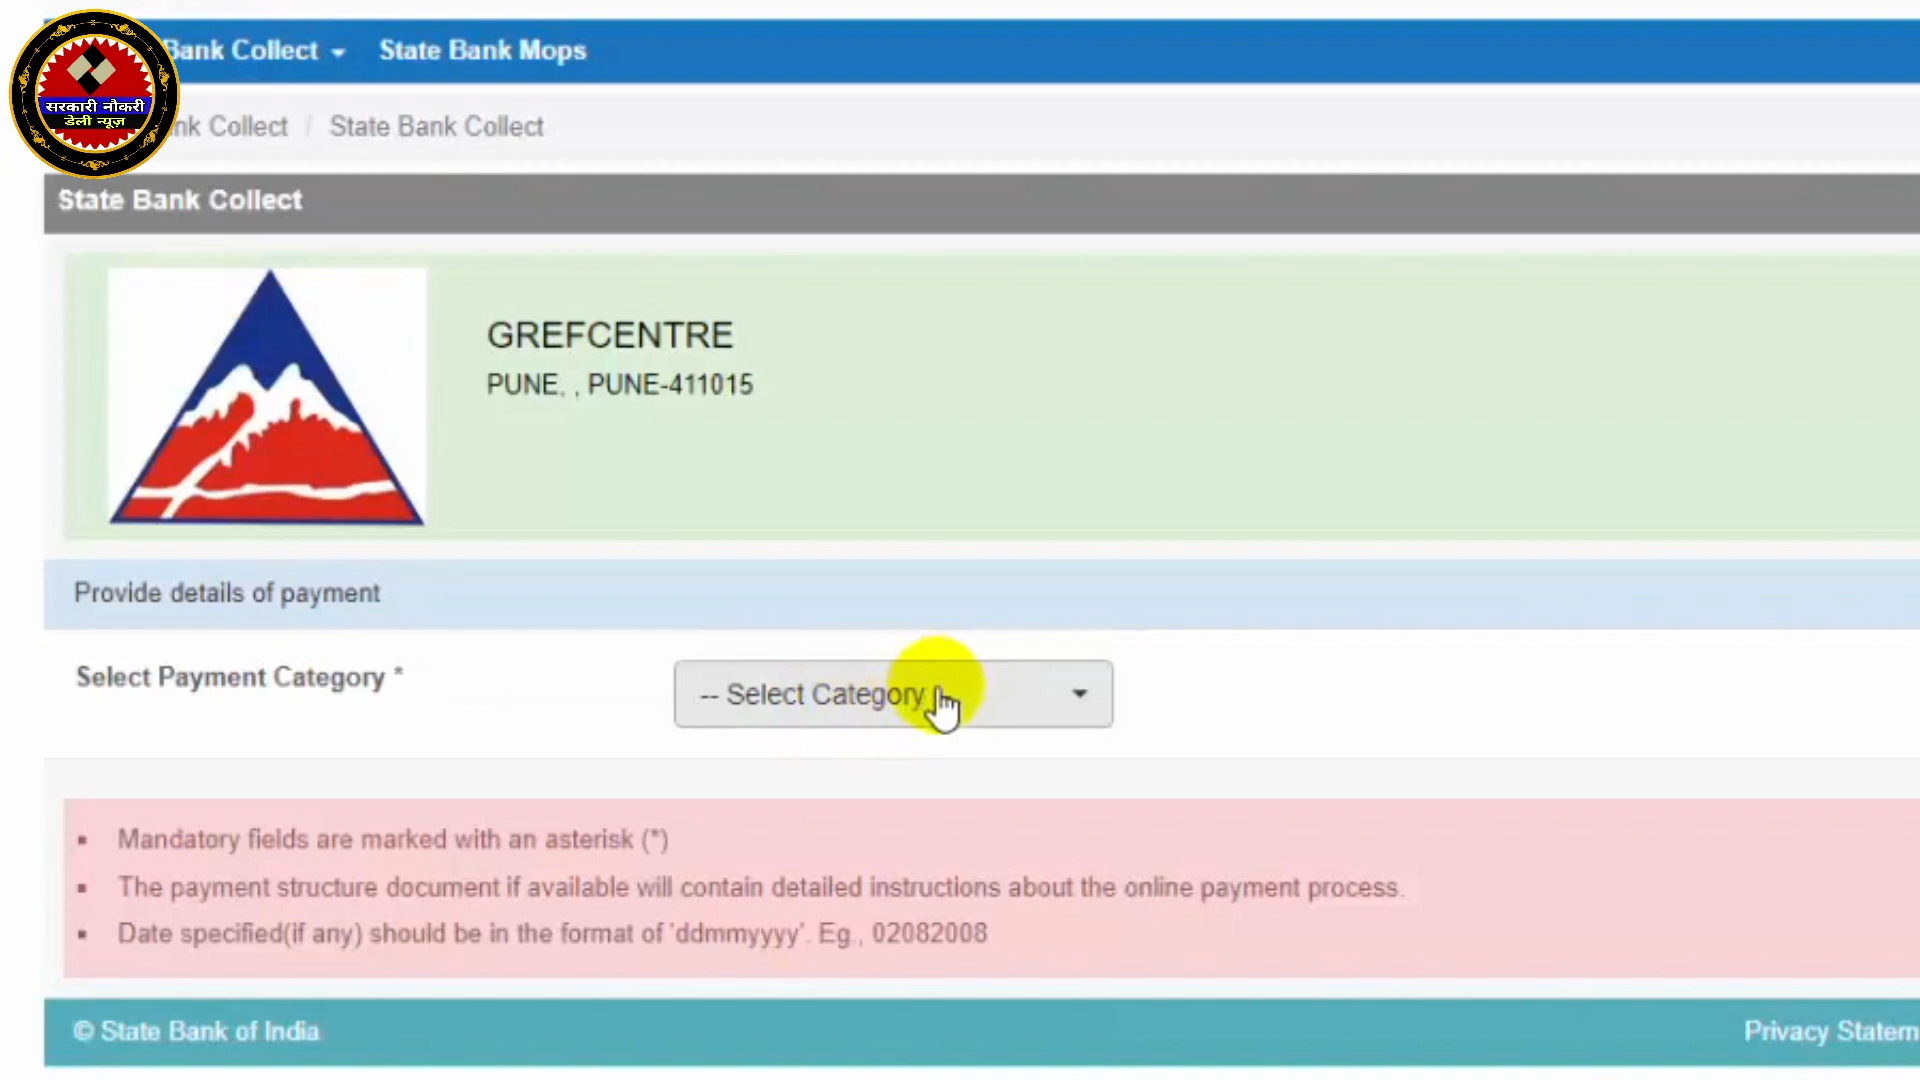 Bank Collect State Bank Mops
सरकारी नौकरी
डेली न्यूज़
nk Collect / State Bank Collect
State Bank Collect
GREFCENTRE
PUNE, , PUNE-411015
Provide details of payment
Select Payment Category *
-- Select Category
Mandatory fields are marked with an asterisk (*)
The payment structure document if available will contain detailed instructions about the online payment process.
Date specified(if any) should be in the format of 'ddmmyyyy'. Eg., 02082008
© State Bank of India
Privacy Statem